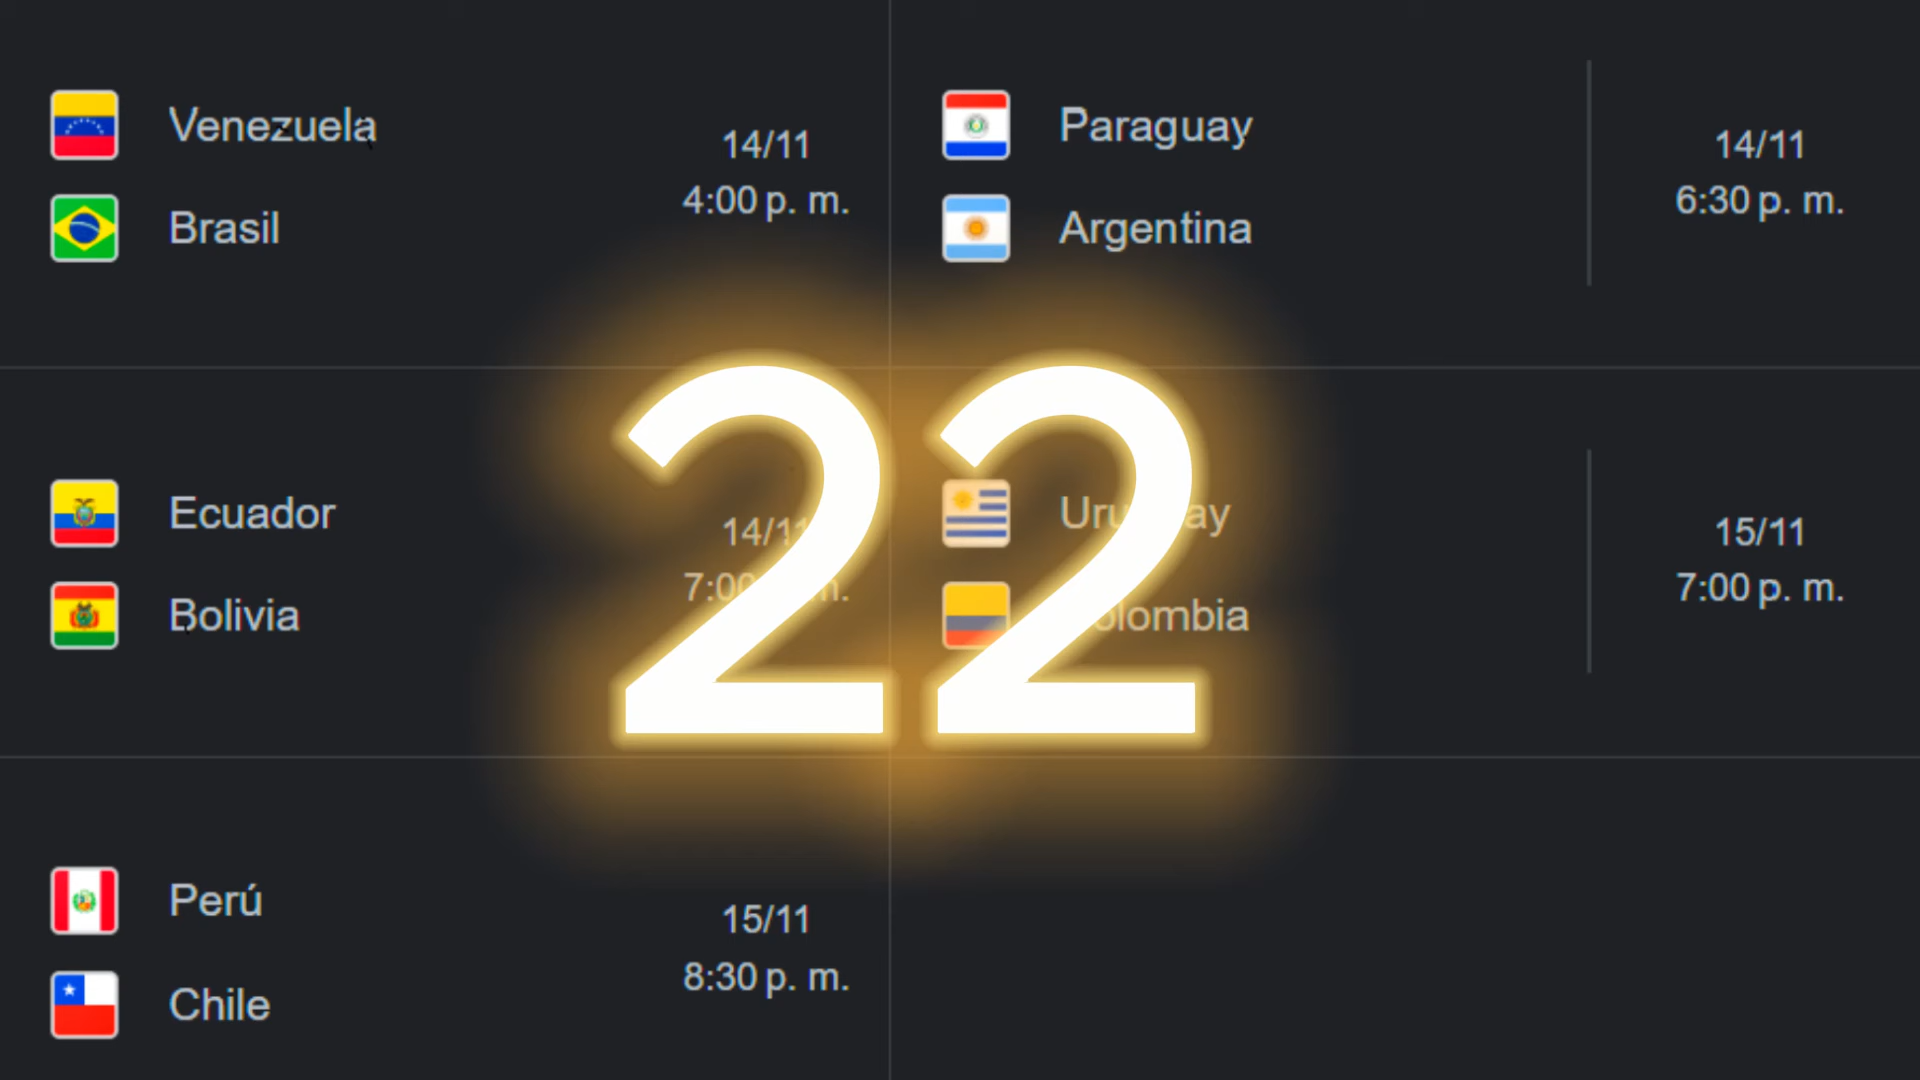 Venezuela
Brasil
14/11
4:00 p. m.
Paraguay
Argentina
14/11
6:30 p. m.
22
Ecuador
Bolivia
15/11
7:00 p. m.
Perú
Chile
15/11
8:30 p. m.